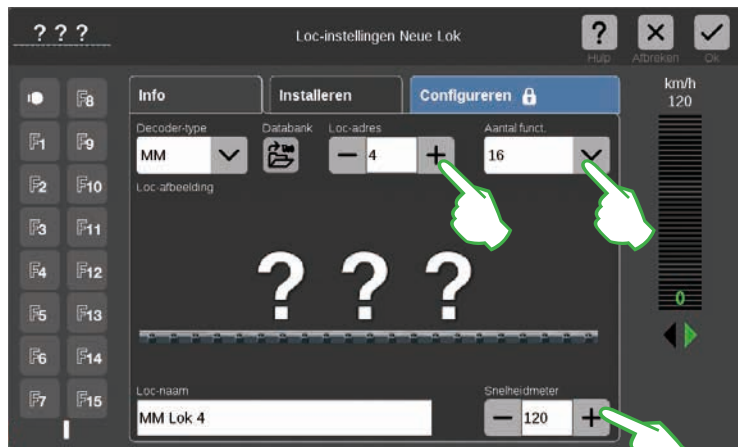 ? ? ?
Loc-instellingen Neue Lok
?
Hulp
Afbreken
Ok
F8
F1
F9
F2
F10
F3
F11
F4
F12
F5
F13
F6
F14
F7
F15
Info
Installeren
Configureren
Decoder-type
Databank
Loc-adres
Aantal funct.
MM
4
16
Loc-afbeelding
? ? ?
Loc-naam
Snelheidmeter
MM Lok 4
120
km/h
120
0